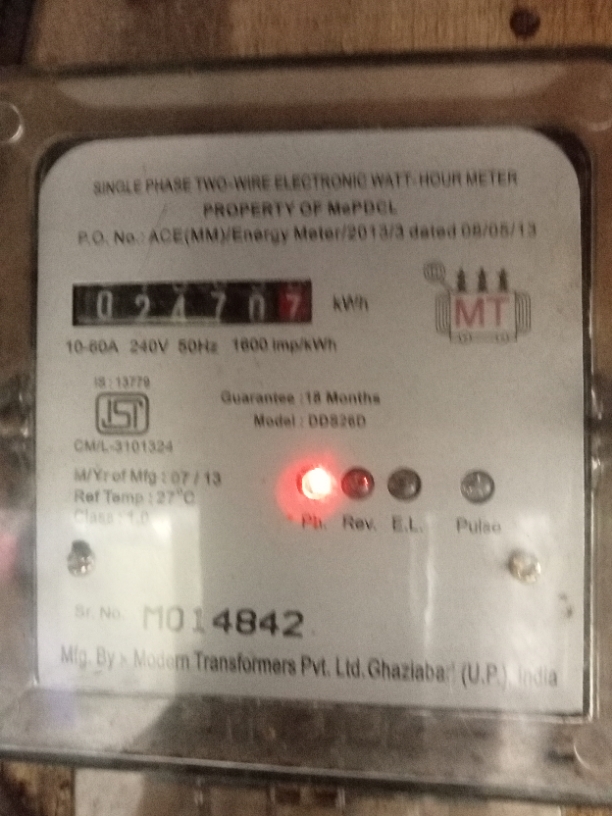 SINGLE PHASE TWO-WIRE ELECTRONIC WATT-HOUR METER
PROPERTY OF MePDCL
P.O. No.: ACE(MM)/Energy Meter/2013/3 dated 08/05/13
024707 kWh
MT
10-60A 240V 50Hz 1600 imp/kWh
IS : 13779
ISI
CM/L-3101324
Guarantee : 18 Months
Model : DDS26D
M/Yr of Mfg : 07 / 13
Ref Temp : 27°C
Class : 1.0
Ph. Rev. E.L. Pulse
Sr. No. M014842
Mfg. By > Modern Transformers Pvt. Ltd. Ghaziabad (U.P.), India